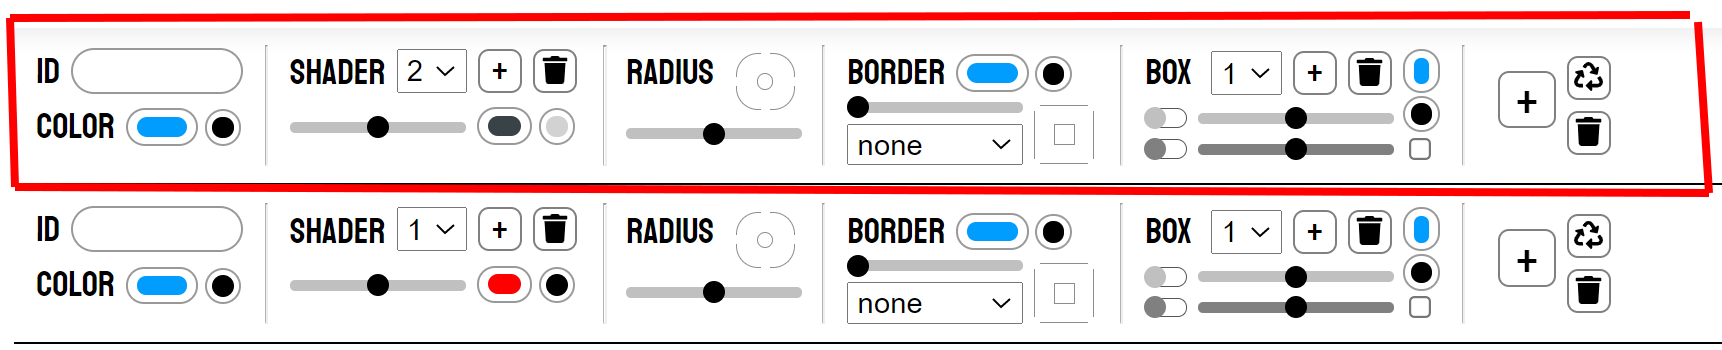 ID SHADER 2 + RADIUS BORDER BOX 1 +
+
COLOR
none
ID SHADER 1 + RADIUS BORDER BOX 1 +
+
COLOR
none